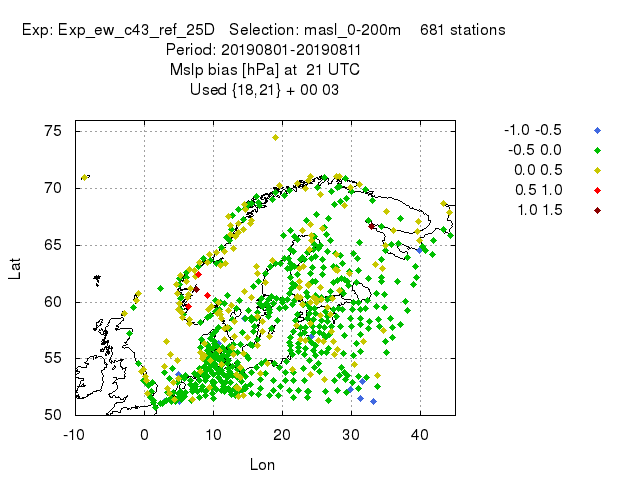 Exp: Exp_ew_c43_ref_25D   Selection: masl_0-200m    681 stations
Period: 20190801-20190811
Mslp bias [hPa] at  21 UTC
Used {18,21} + 00 03
75
70
65
60
55
50
-10 0 10 20 30 40
Lat
Lon
-1.0 -0.5
-0.5 0.0
0.0 0.5
0.5 1.0
1.0 1.5